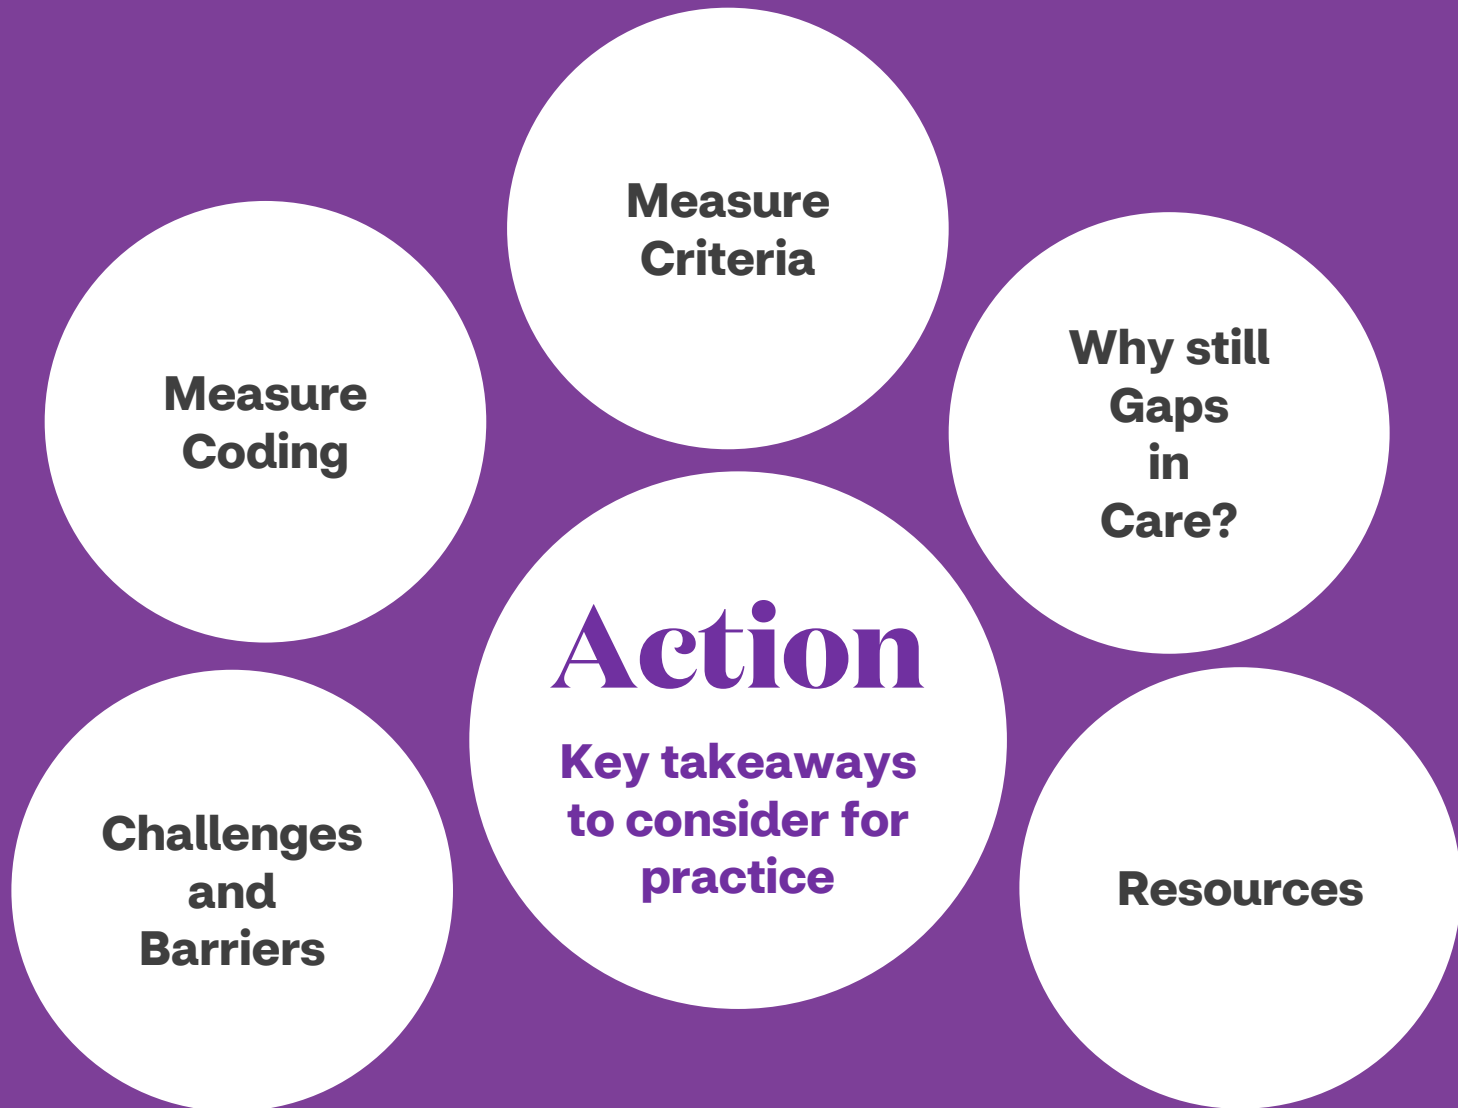 Measure
Criteria
Measure
Coding
Why still
Gaps
in
Care?
Action
Key takeaways
to consider for
practice
Challenges
and
Barriers
Resources